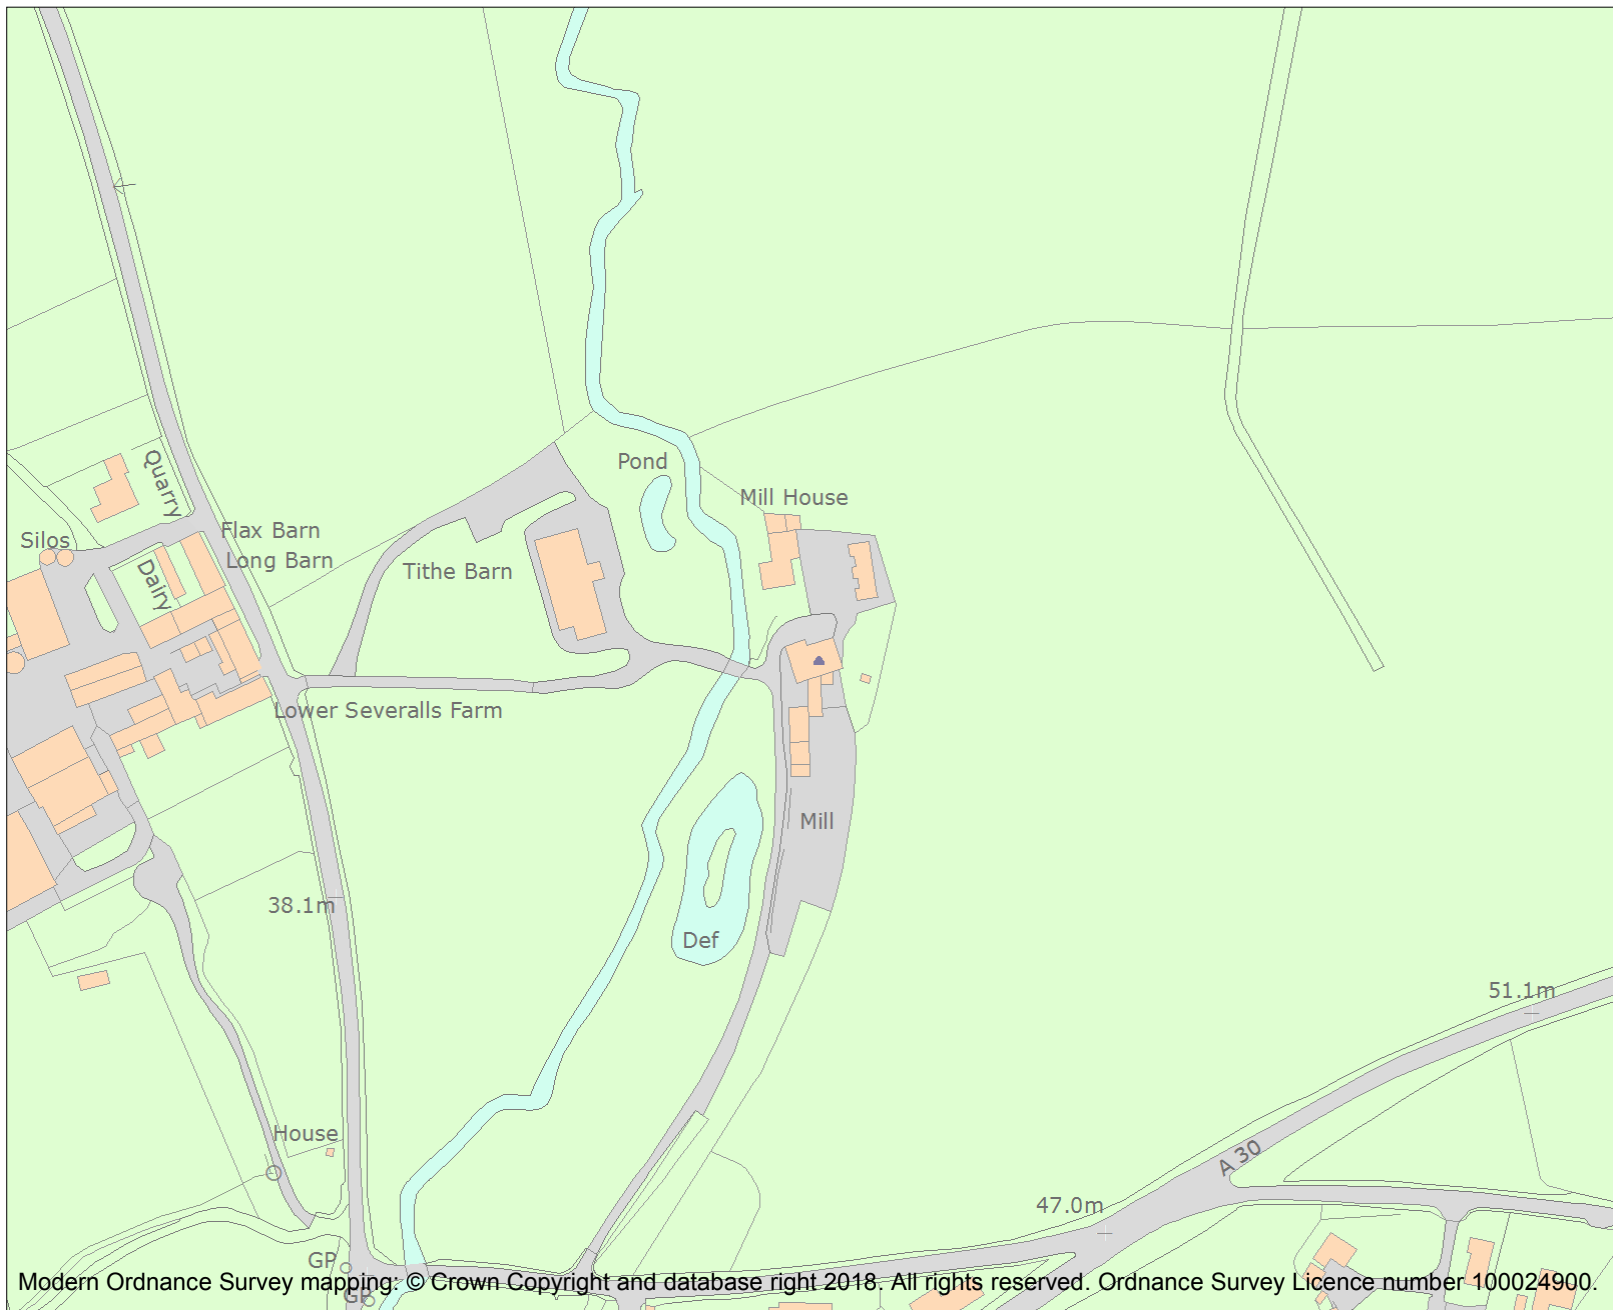 Pond
Quarry
Mill House
Flax Barn
Silos
Long Barn
Tithe Barn
Dairy
Lower Severalls Farm
Mill
38.1m
Def
51.1m
House
A 30
47.0m
GP
Modern Ordnance Survey mapping: © Crown Copyright and database right 2018. All rights reserved. Ordnance Survey Licence number 100024900.
GP